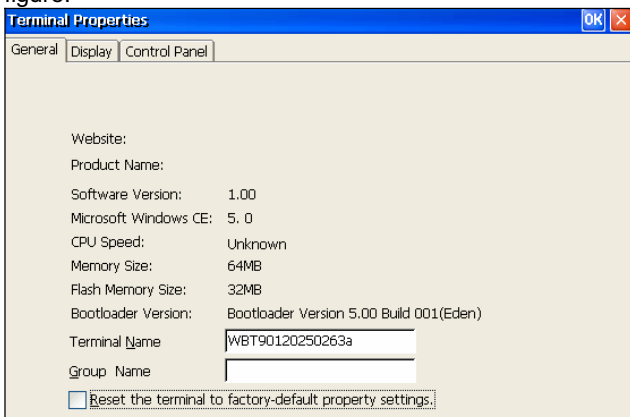 figure.
Terminal Properties OK
General Display Control Panel
Website:
Product Name:
Software Version: 1.00
Microsoft Windows CE: 5. 0
CPU Speed: Unknown
Memory Size: 64MB
Flash Memory Size: 32MB
Bootloader Version: Bootloader Version 5.00 Build 001(Eden)
Terminal Name WBT90120250263a
Group Name
Reset the terminal to factory-default property settings.